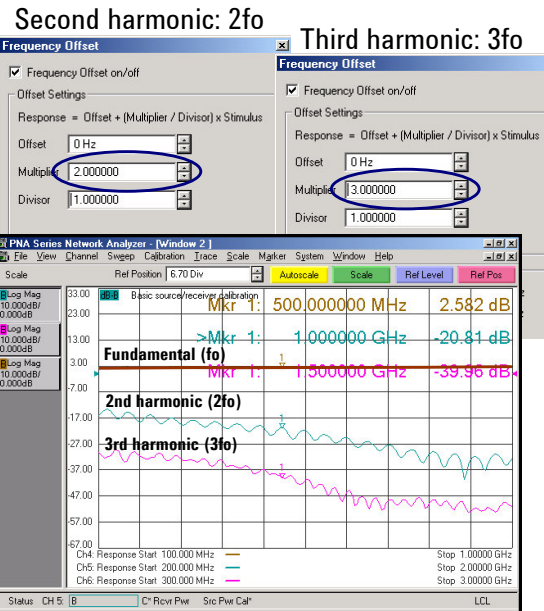 Second harmonic: 2fo
Third harmonic: 3fo
Frequency Offset
Frequency Offset on/off
Offset Settings
Response = Offset + (Multiplier / Divisor) x Stimulus
Offset 0 Hz
Multiplier 2.000000
Divisor 1.000000
Frequency Offset
Frequency Offset on/off
Offset Settings
Response = Offset + (Multiplier / Divisor) x Stimulus
Offset 0 Hz
Multiplier 3.000000
Divisor 1.000000
PNA Series Network Analyzer - [Window 2 ]
File View Channel Sweep Calibration Trace Scale Marker System Window Help
Scale Ref Position 6.70 Div Autoscale Scale Ref Level Ref Pos
B Log Mag
10.000dB/
0.000dB
B Log Mag
10.000dB/
0.000dB
B Log Mag
10.000dB/
0.000dB
33.00 dB-B Basic source/receiver calibration
Mkr 1: 500.000000 MHz 2.582 dB
23.00
>Mkr 1: 1.000000 GHz -20.81 dB
13.00
Fundamental (fo)
3.00
Mkr 1: 1.500000 GHz -39.96 dB
1
-7.00
2nd harmonic (2fo)
-17.00
1
3rd harmonic (3fo)
-27.00
-37.00
1
-47.00
-57.00
-67.00
Ch4: Response Start 100.000 MHz Stop 1.00000 GHz
Ch5: Response Start 200.000 MHz Stop 2.00000 GHz
Ch6: Response Start 300.000 MHz Stop 3.00000 GHz
Status CH 5: B C* Rcvr Pwr Src Pwr Cal* LCL